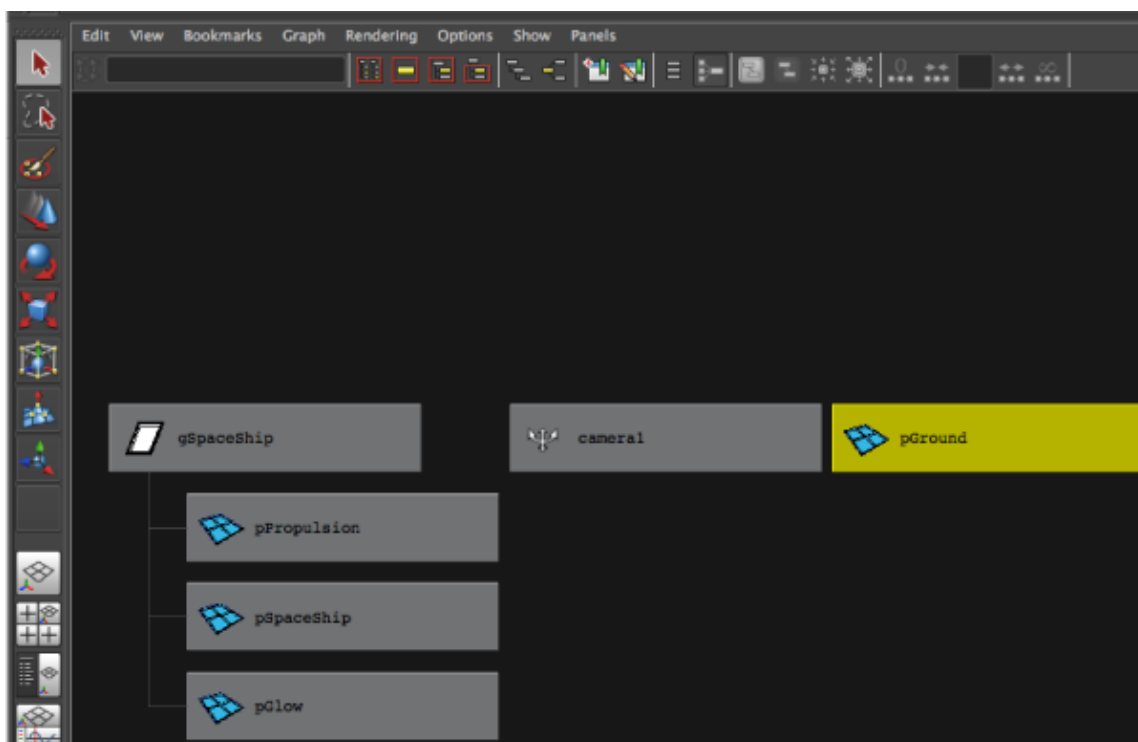 Edit View Bookmarks Graph Rendering Options Show Panels
gSpaceShip camera1 pGround
pPropulsion
pSpaceShip
pGlow